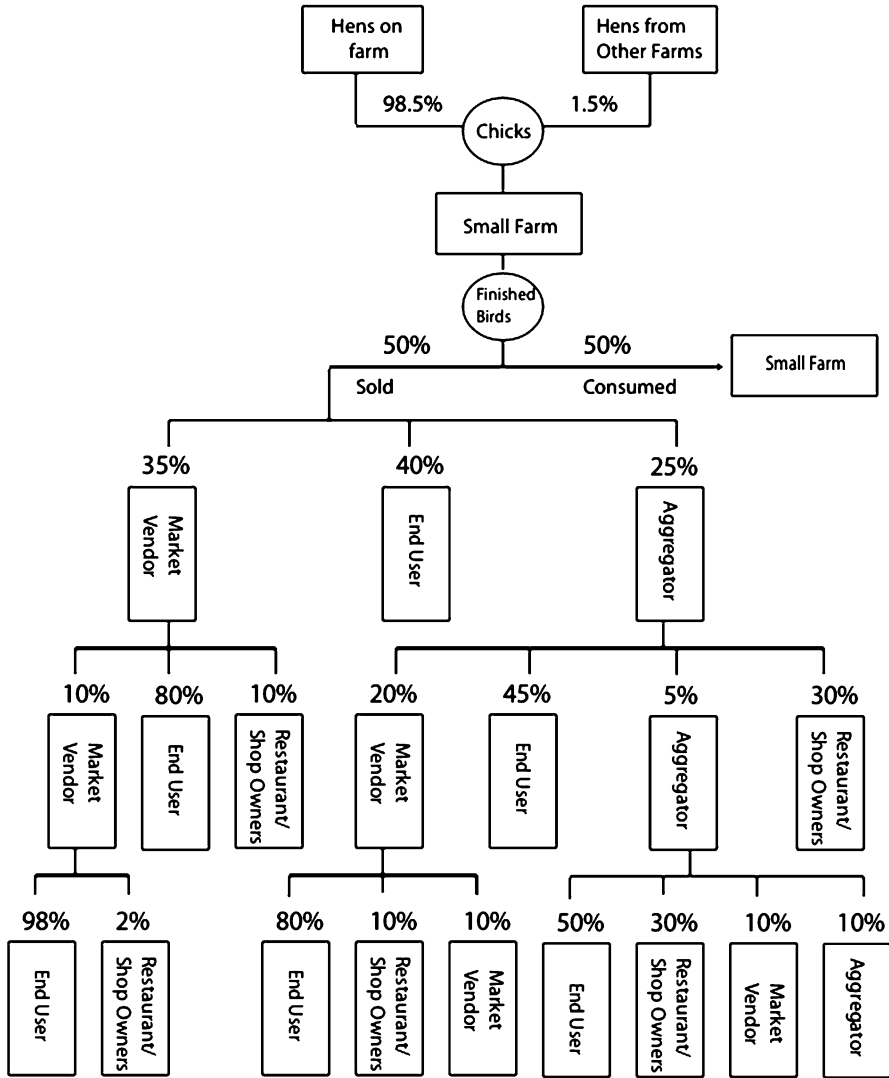 Hens on
farm
Hens from
Other Farms
98.5%
1.5%
Chicks
Small Farm
Finished
Birds
50%
50%
Sold
Consumed
Small Farm
35%
40%
25%
Market
Vendor
End User
Aggregator
10%
80%
10%
20%
45%
5%
30%
Market
Vendor
End User
Restaurant/
Shop Owners
Market
Vendor
End User
Aggregator
Restaurant/
Shop Owners
98%
2%
80%
10%
10%
50%
30%
10%
10%
End User
Restaurant/
Shop Owners
End User
Restaurant/
Shop Owners
Market
Vendor
End User
Restaurant/
Shop Owners
Market
Vendor
Aggregator